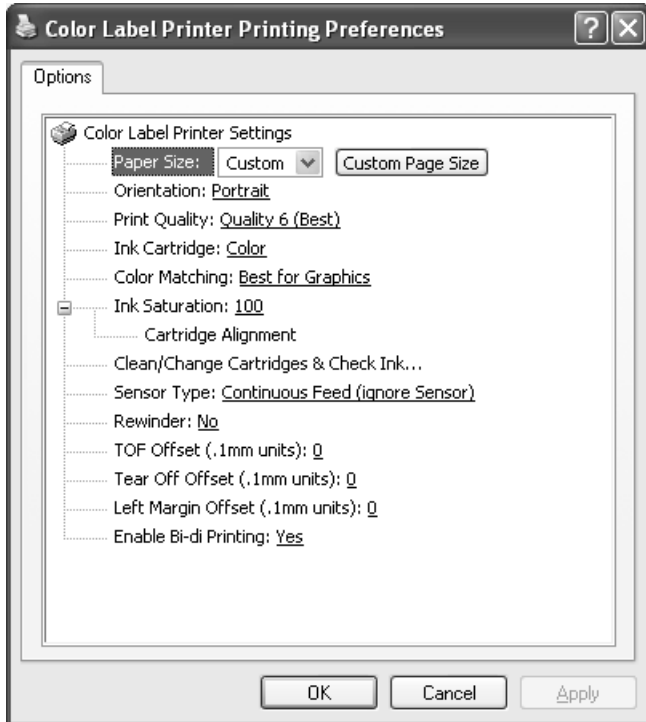 Color Label Printer Printing Preferences
Options
Color Label Printer Settings
Paper Size: Custom Custom Page Size
Orientation: Portrait
Print Quality: Quality 6 (Best)
Ink Cartridge: Color
Color Matching: Best for Graphics
Ink Saturation: 100
Cartridge Alignment
Clean/Change Cartridges & Check Ink...
Sensor Type: Continuous Feed (ignore Sensor)
Rewinder: No
TOF Offset (.1mm units): 0
Tear Off Offset (.1mm units): 0
Left Margin Offset (.1mm units): 0
Enable Bi-di Printing: Yes
OK Cancel Apply